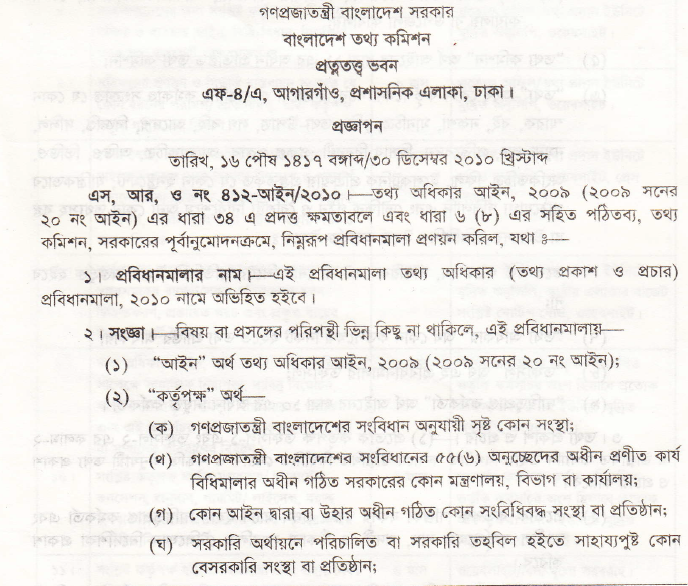 গণপ্রজাতন্ত্রী বাংলাদেশ সরকার
বাংলাদেশ তথ্য কমিশন
প্রত্নতত্ত্ব ভবন
এফ-৪/এ, আগারগাঁও, প্রশাসনিক এলাকা, ঢাকা।
প্রজ্ঞাপন
তারিখ, ১৬ পৌষ ১৪১৭ বঙ্গাব্দ/৩০ ডিসেম্বর ২০১০ খ্রিস্টাব্দ
এস, আর, ও নং ৪১২-আইন/২০১০।— তথ্য অধিকার আইন, ২০০৯ (২০০৯ সনের
২০ নং আইন) এর ধারা ৩৪ এ প্রদত্ত ক্ষমতাবলে এবং ধারা ৬ (৮) এর সহিত পঠিতব্য, তথ্য
কমিশন, সরকারের পূর্বানুমোদনক্রমে, নিম্নরূপ প্রবিধানমালা প্রণয়ন করিল, যথা ঃ—
১। প্রবিধানমালার নাম।—এই প্রবিধানমালা তথ্য অধিকার (তথ্য প্রকাশ ও প্রচার)
প্রবিধানমালা, ২০১০ নামে অভিহিত হইবে।
২। সংজ্ঞা।— বিষয় বা প্রসঙ্গের পরিপন্থী ভিন্ন কিছু না থাকিলে, এই প্রবিধানমালায়—
(১) “আইন” অর্থ তথ্য অধিকার আইন, ২০০৯ (২০০৯ সনের ২০ নং আইন);
(২) “কর্তৃপক্ষ” অর্থ—
(ক) গণপ্রজাতন্ত্রী বাংলাদেশের সংবিধান অনুযায়ী সৃষ্ট কোন সংস্থা;
(খ) গণপ্রজাতন্ত্রী বাংলাদেশের সংবিধানের ৫৫(৬) অনুচ্ছেদের অধীন প্রণীত কার্য
বিধিমালার অধীন গঠিত সরকারের কোন মন্ত্রণালয়, বিভাগ বা কার্যালয়;
(গ) কোন আইন দ্বারা বা উহার অধীন গঠিত কোন সংবিধিবদ্ধ সংস্থা বা প্রতিষ্ঠান;
(ঘ) সরকারি অর্থায়নে পরিচালিত বা সরকারি তহবিল হইতে সাহায্যপুষ্ট কোন
বেসরকারি সংস্থা বা প্রতিষ্ঠান;